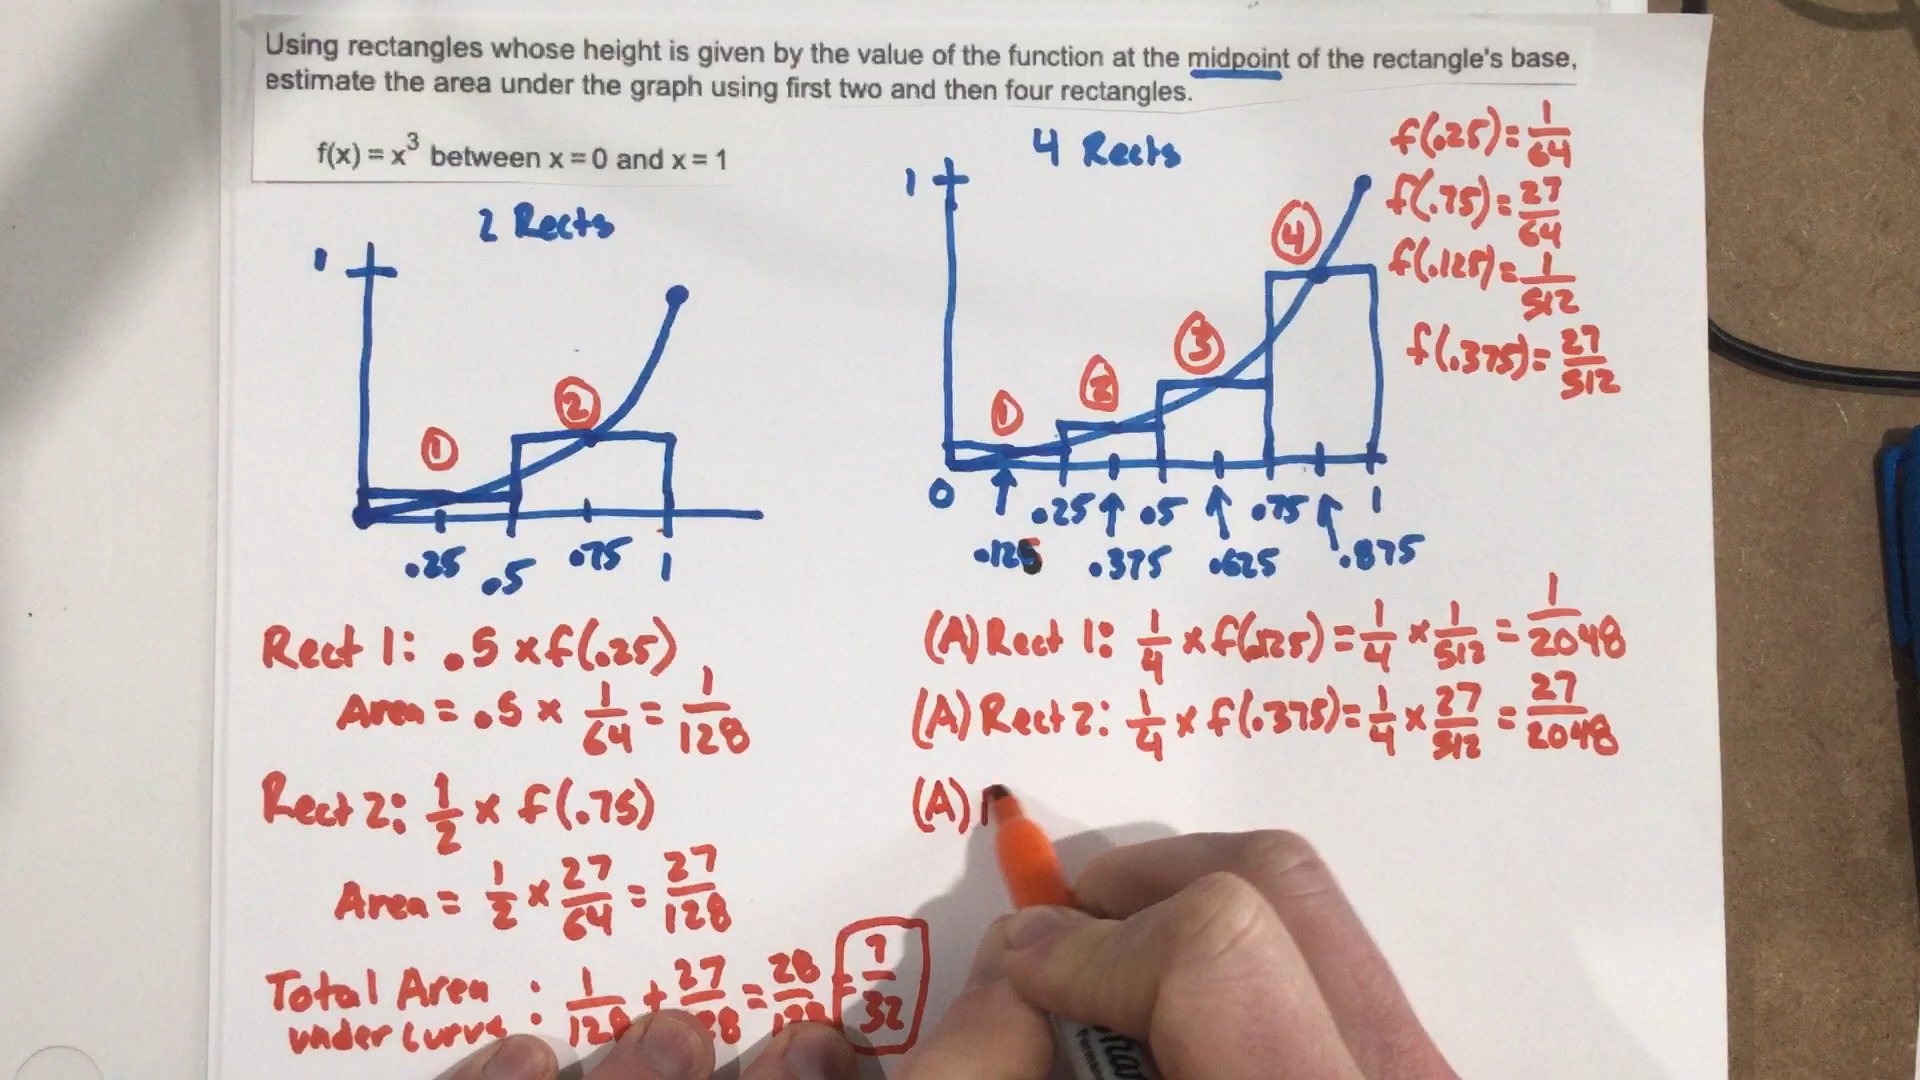 Using rectangles whose height is given by the value of the function at the midpoint of the rectangle's base,
estimate the area under the graph using first two and then four rectangles.
f(x) = x³ between x = 0 and x = 1
2 Rects
1
① ②
.25 .5 .75 1
Rect 1: .5 × f(.25)
Area = .5 × 1/64 = 1/128
Rect 2: 1/2 × f(.75)
Area = 1/2 × 27/64 = 27/128
Total Area
under curve : 1/128 + 27/128 = 28/128 = 7/32
4 Rects
1
① ② ③ ④
0 .25 .5 .75 1
.125 .375 .625 .875
f(.25) = 1/64
f(.75) = 27/64
f(.125) = 1/512
f(.375) = 27/512
(A) Rect 1: 1/4 × f(.125) = 1/4 × 1/512 = 1/2048
(A) Rect 2: 1/4 × f(.375) = 1/4 × 27/512 = 27/2048
(A)